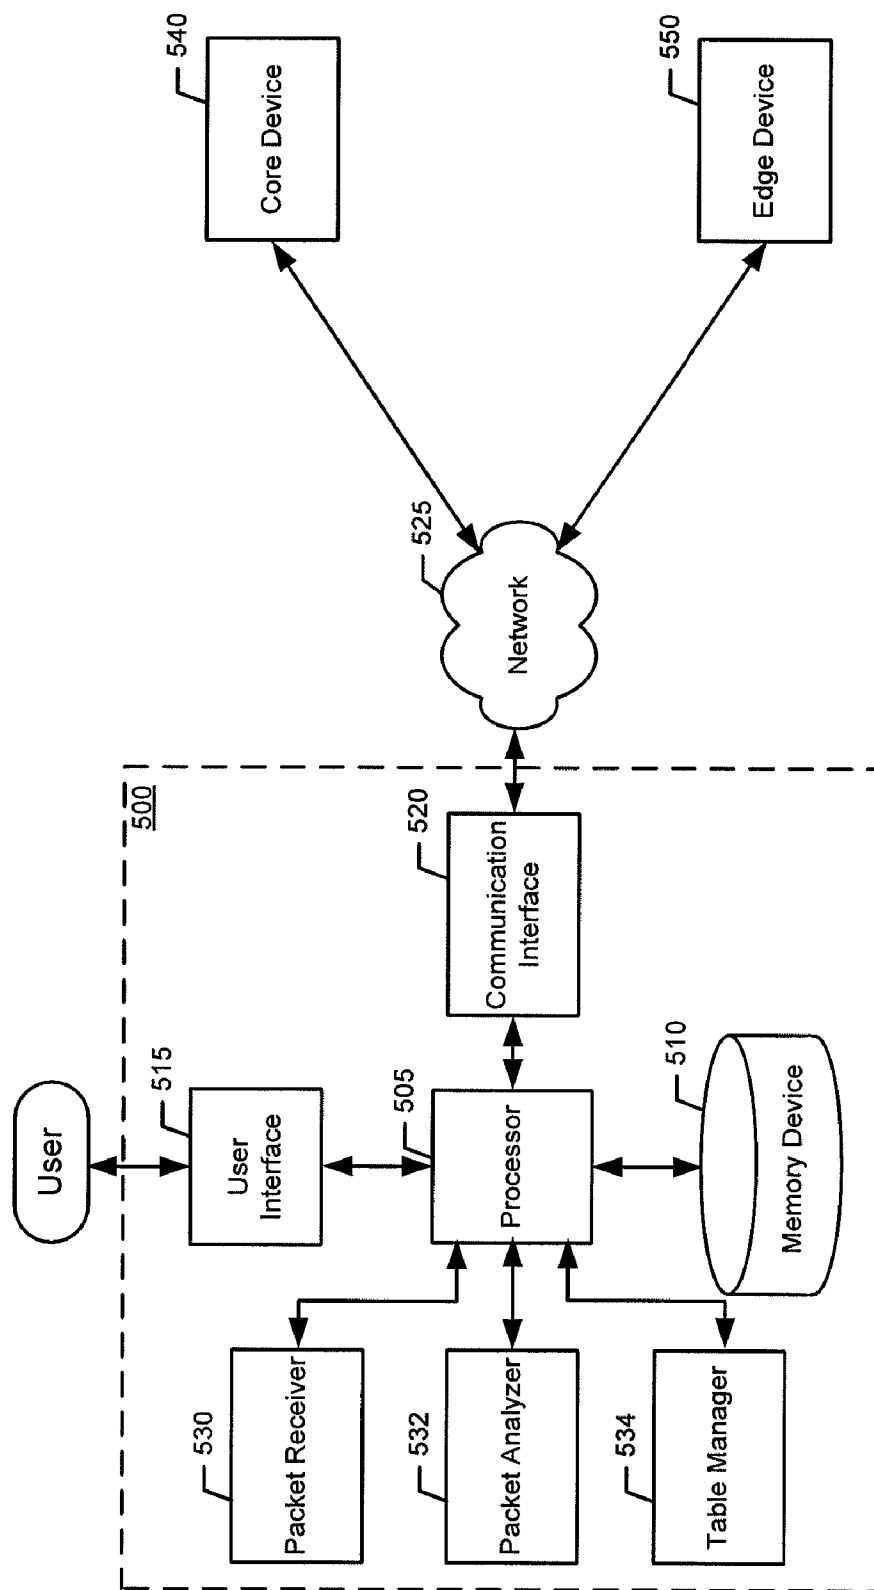 User
500
515
User
Interface
530
Packet Receiver
505
Processor
520
Communication
Interface
525
Network
540
Core Device
532
Packet Analyzer
534
Table Manager
510
Memory Device
550
Edge Device